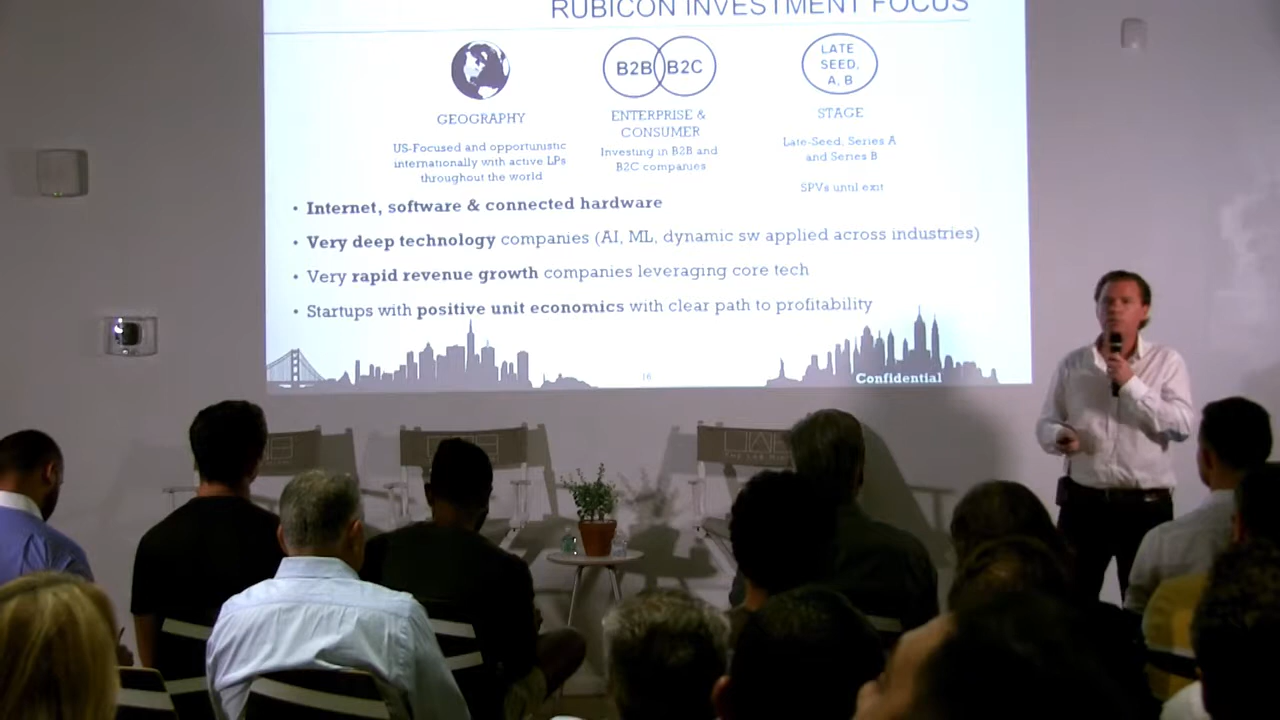 RUBICON INVESTMENT FOCUS
B2B B2C
LATE
SEED,
A, B
GEOGRAPHY
ENTERPRISE &
CONSUMER
STAGE
US-Focused and opportunistic
internationally with active LPs
throughout the world
Investing in B2B and
B2C companies
Late-Seed, Series A
and Series B
SPVs until exit
• Internet, software & connected hardware
• Very deep technology companies (AI, ML, dynamic sw applied across industries)
• Very rapid revenue growth companies leveraging core tech
• Startups with positive unit economics with clear path to profitability
16
Confidential